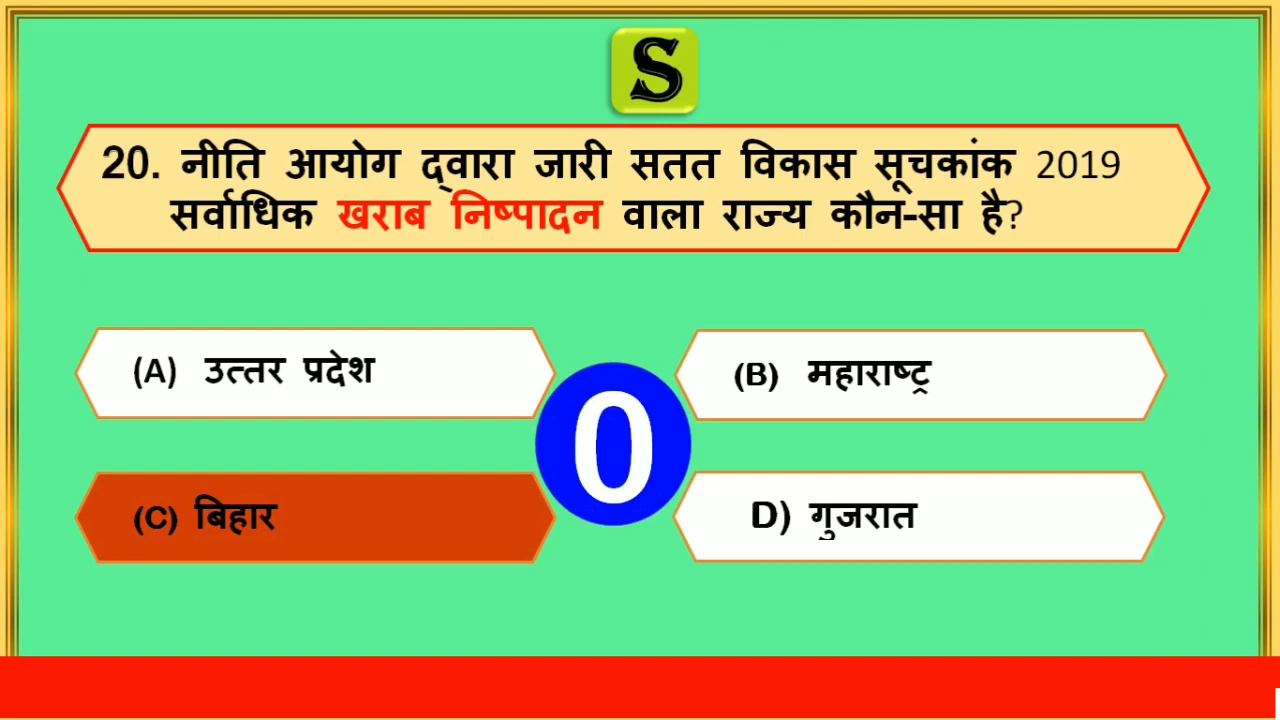 S
20. नीति आयोग द्वारा जारी सतत विकास सूचकांक 2019
सर्वाधिक खराब निष्पादन वाला राज्य कौन-सा है?
(A) उत्तर प्रदेश
(B) महाराष्ट्र
0
(C) बिहार
D) गुजरात